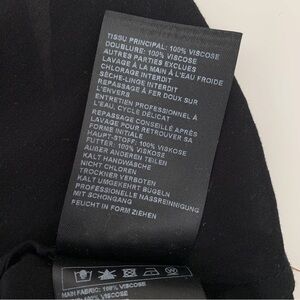 TISSU PRINCIPAL: 100% VISCOSE
DOUBLURE: 100% VISCOSE
AUTRES PARTIES EXCLUES
LAVAGE À LA MAIN À L'EAU FROIDE
CHLORAGE INTERDIT
SÈCHE-LINGE INTERDIT
REPASSAGE À FER DOUX SUR
L'ENVERS
ENTRETIEN PROFESSIONNEL À
L'EAU, CYCLE DÉLICAT
REPASSAGE CONSEILLÉ APRÈS
LAVAGE POUR RETROUVER SA
FORME INITIALE
HAUPT-STOFF: 100% VISKOSE
FUTTER: 100% VISKOSE
AUßER ANDEREN TEILEN
KALT HANDWASCHE
NICHT CHLOREN
TROCKNER VERBOTEN
KALT UMGEKEHRT BÜGELN
PROFESSIONELLE NASSREINIGUNG
MIT SCHONGANG
FEUCHT IN FORM ZIEHEN
MAIN FABRIC: 100% VISCOSE